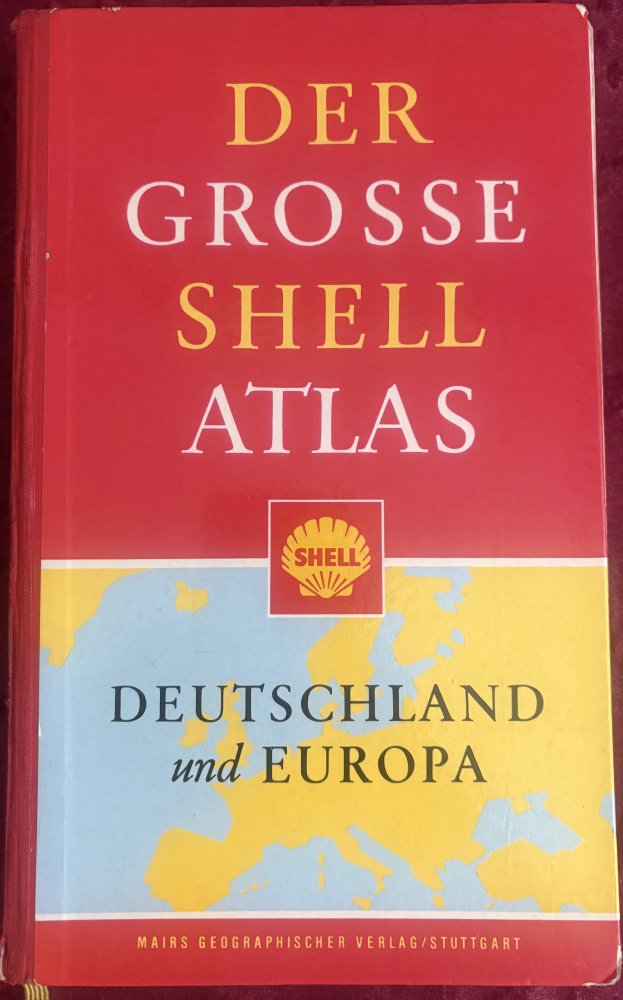 DER
GROSSE
SHELL
ATLAS
SHELL
DEUTSCHLAND
und EUROPA
MAIRS GEOGRAPHISCHER VERLAG/STUTTGART